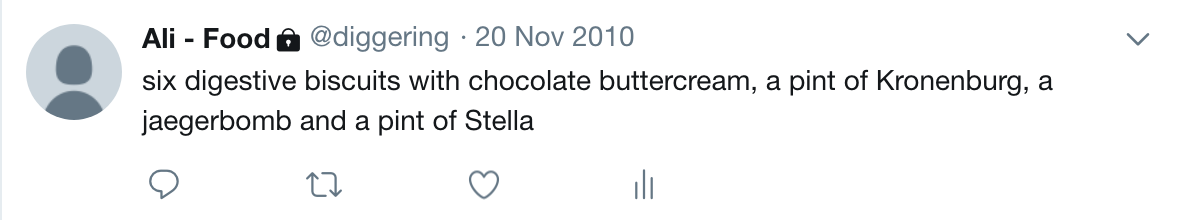 Ali - Food @diggering · 20 Nov 2010
six digestive biscuits with chocolate buttercream, a pint of Kronenburg, a
jaegerbomb and a pint of Stella